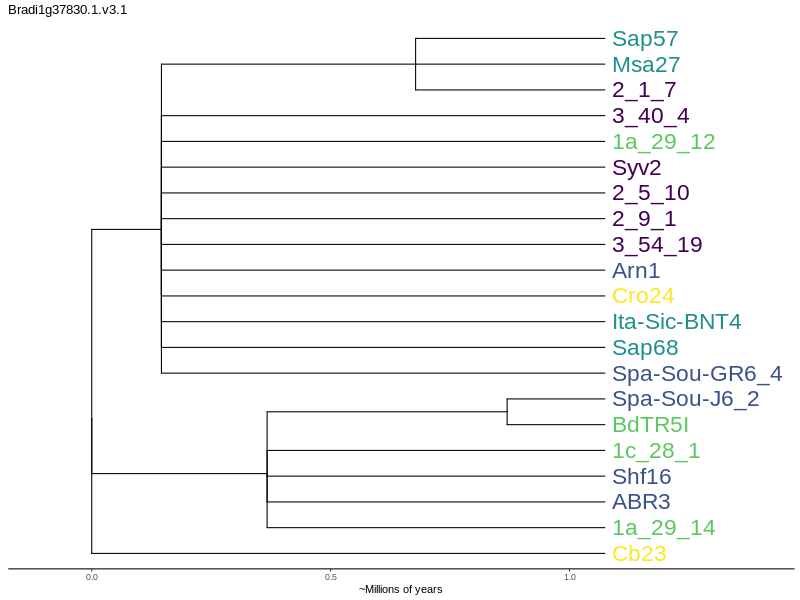 Bradi1g37830.1.v3.1
Sap57
Msa27
2_1_7
3_40_4
1a_29_12
Syv2
2_5_10
2_9_1
3_54_19
Arn1
Cro24
Ita-Sic-BNT4
Sap68
Spa-Sou-GR6_4
Spa-Sou-J6_2
BdTR5I
1c_28_1
Shf16
ABR3
1a_29_14
Cb23
0.0 0.5 1.0
~Millions of years